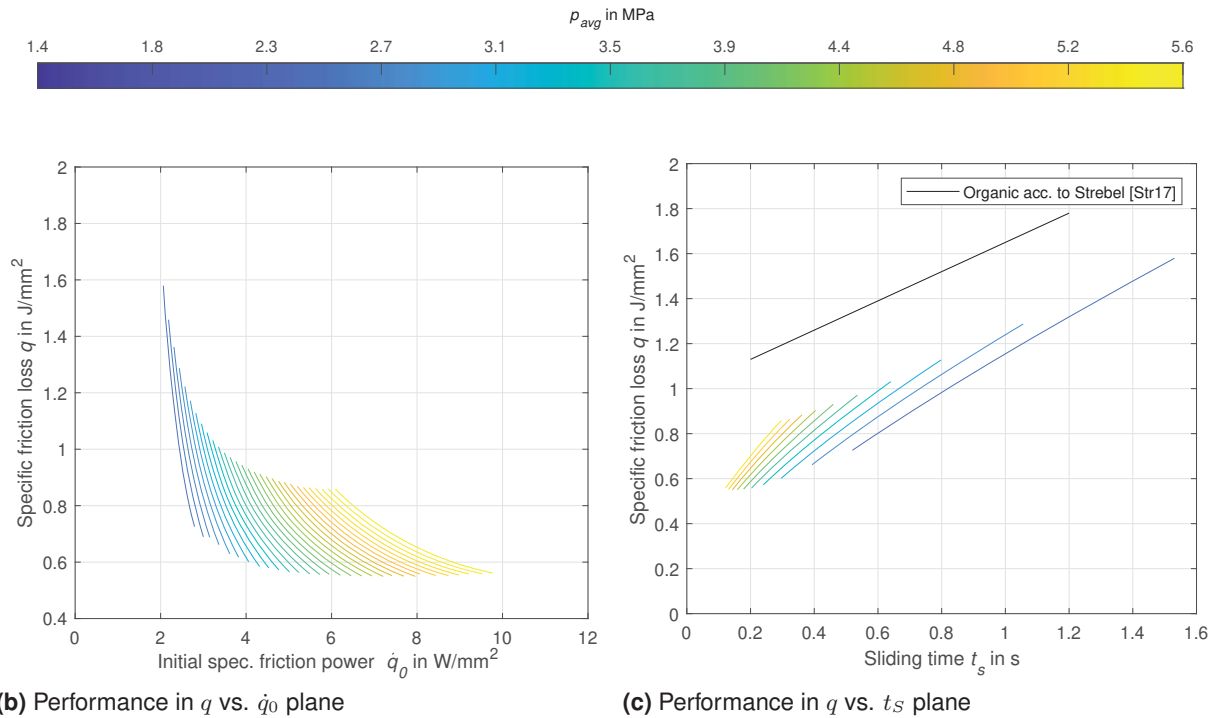 p_avg in MPa
1.4 1.8 2.3 2.7 3.1 3.5 3.9 4.4 4.8 5.2 5.6
2
1.8
1.6
1.4
1.2
1
0.8
0.6
0.4
Specific friction loss q in J/mm²
0 2 4 6 8 10 12
Initial spec. friction power q̇_0 in W/mm²
(b) Performance in q vs. q̇0 plane
Organic acc. to Strebel [Str17]
2
1.8
1.6
1.4
1.2
1
0.8
0.6
0.4
0.2
0
Specific friction loss q in J/mm²
0 0.2 0.4 0.6 0.8 1 1.2 1.4 1.6
Sliding time t_s in s
(c) Performance in q vs. t_S plane